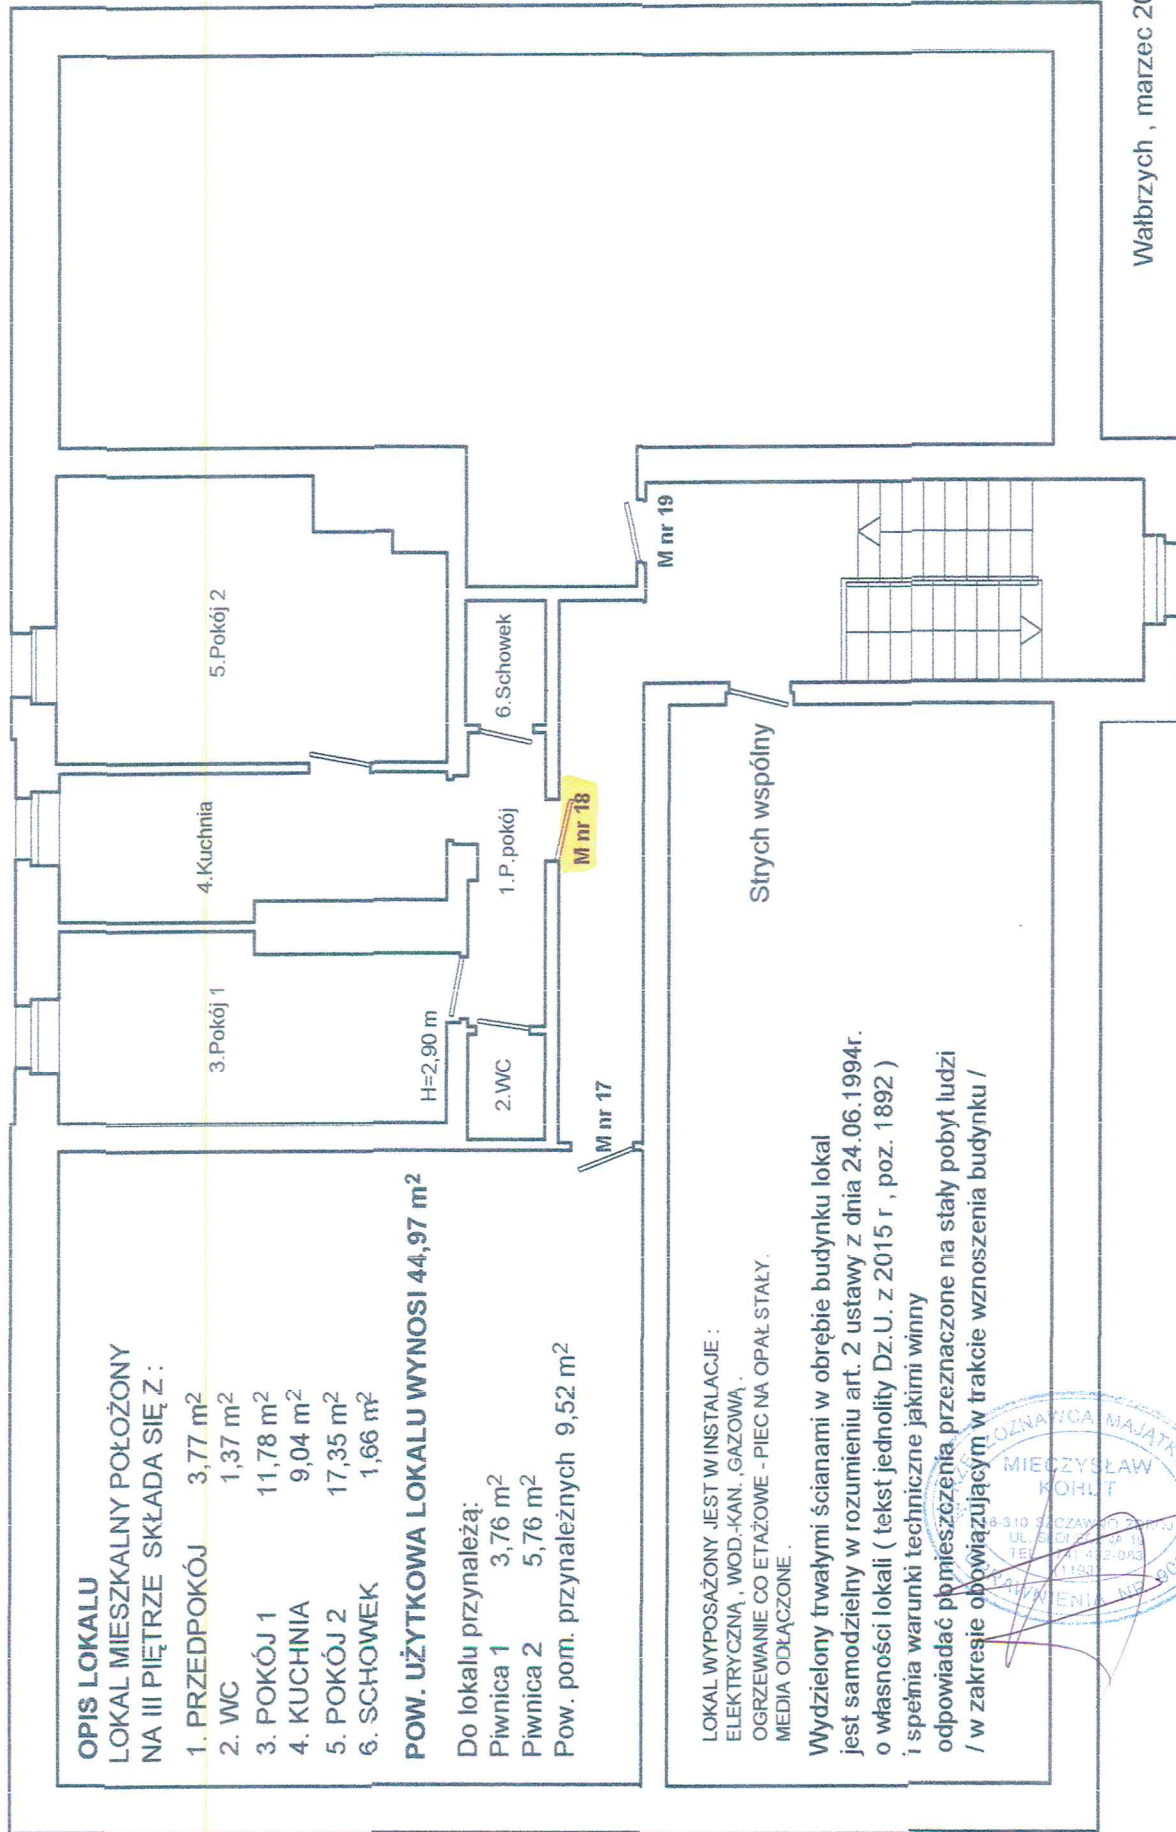 OPIS LOKALU
LOKAL MIESZKALNY POŁOŻONY
NA III PIĘTRZE SKŁADA SIĘ Z :
1. PRZEDPOKÓJ 3,77 m²
2. WC 1,37 m²
3. POKÓJ 1 11,78 m²
4. KUCHNIA 9,04 m²
5. POKÓJ 2 17,35 m²
6. SCHOWEK 1,66 m²
POW. UŻYTKOWA LOKALU WYNOSI 44,97 m²
Do lokalu przynależą:
Piwnica 1 3,76 m²
Piwnica 2 5,76 m²
Pow. pom. przynależnych 9,52 m²
3.Pokój 1
4.Kuchnia
5.Pokój 2
H=2,90 m
2.WC
1.P.pokój
6.Schowek
M nr 17
M nr 18
M nr 19
Strych wspólny
LOKAL WYPOSAŻONY JEST W INSTALACJE :
ELEKTRYCZNĄ, WOD.-KAN. ,GAZOWĄ .
OGRZEWANIE CO ETAŻOWE - PIEC NA OPAŁ STAŁY.
MEDIA ODŁĄCZONE .
Wydzielony trwałymi ścianami w obrębie budynku lokal
jest samodzielny w rozumieniu art. 2 ustawy z dnia 24.06.1994r.
o własności lokali ( tekst jednolity Dz.U. z 2015 r , poz. 1892 )
i spełnia warunki techniczne jakimi winny
odpowiadać pomieszczenia przeznaczone na stały pobyt ludzi
/ w zakresie obowiązującym w trakcie wznoszenia budynku /
MIECZYSŁAW
KOHUT
Wałbrzych , marzec 20